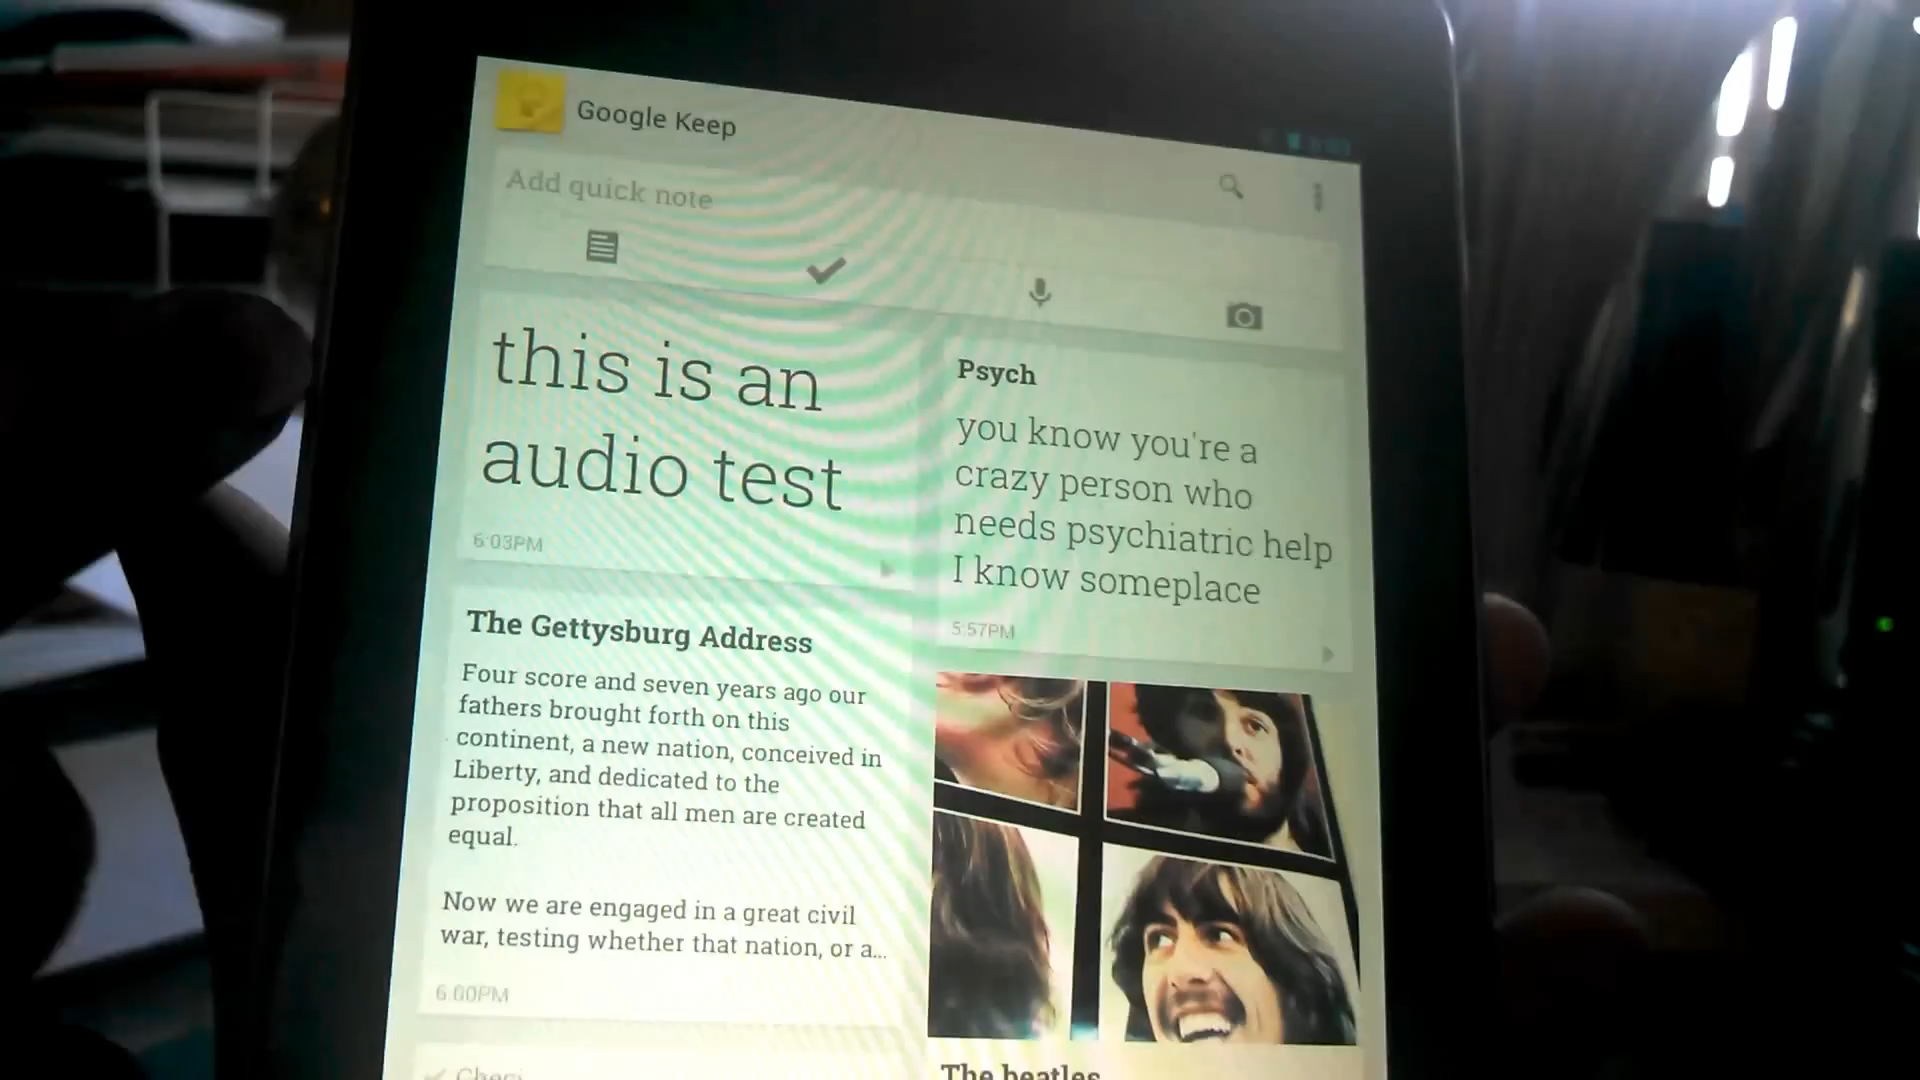 Google Keep
Add quick note
this is an
audio test
6:03PM
Psych
you know you're a
crazy person who
needs psychiatric help
I know someplace
5:57PM
The Gettysburg Address
Four score and seven years ago our
fathers brought forth on this
continent, a new nation, conceived in
Liberty, and dedicated to the
proposition that all men are created
equal.
Now we are engaged in a great civil
war, testing whether that nation, or a...
6:00PM
The beatles